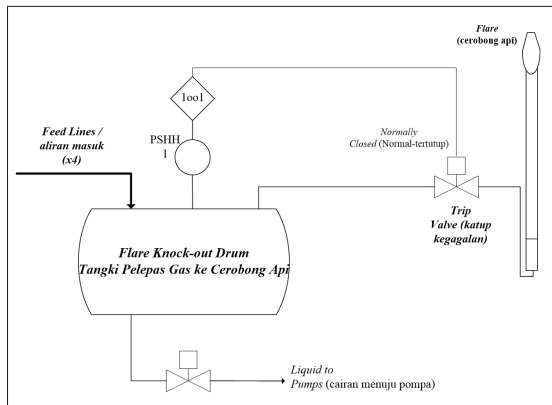 Flare
(cerobong api)
1oo1
PSHH
1
Feed Lines /
aliran masuk
(x4)
Normally
Closed (Normal-tertutup)
Trip
Valve (katup
kegagalan)
Flare Knock-out Drum
Tangki Pelepas Gas ke Cerobong Api
Liquid to
Pumps (cairan menuju pompa)